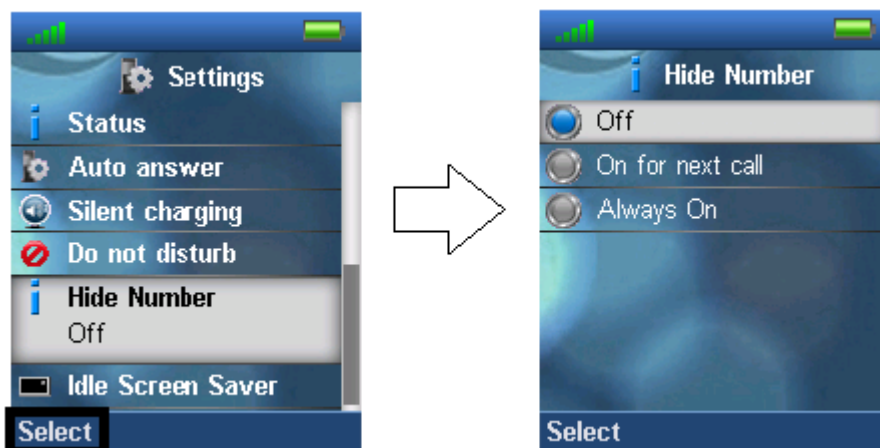 Settings
Status
Auto answer
Silent charging
Do not disturb
Hide Number
Off
Idle Screen Saver
Select
Hide Number
Off
On for next call
Always On
Select